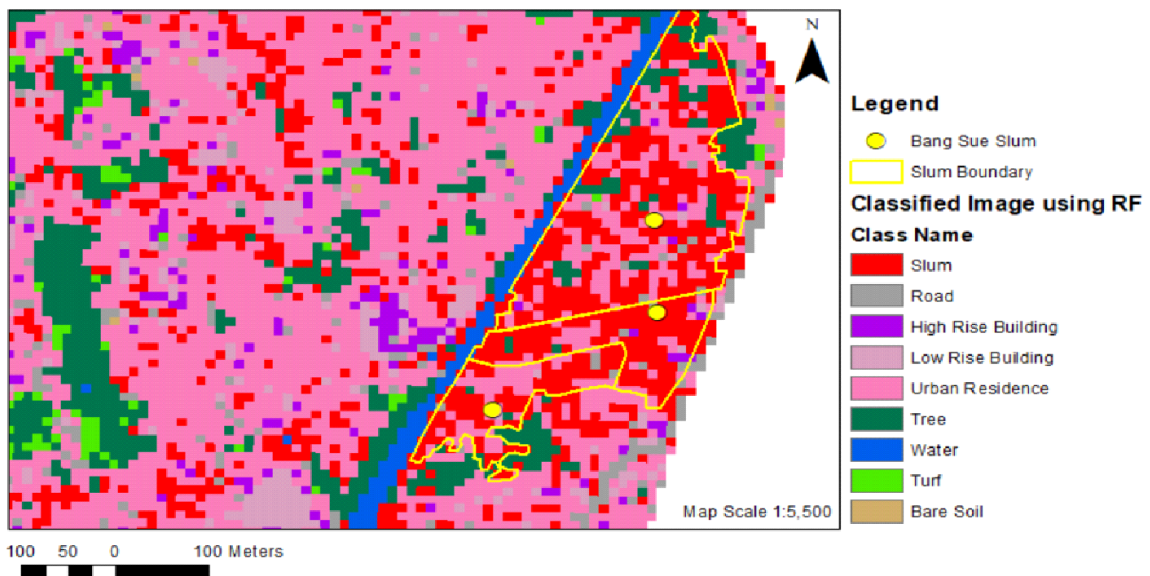 N
Map Scale 1:5,500
100 50 0 100 Meters
Legend
Bang Sue Slum
Slum Boundary
Classified Image using RF
Class Name
Slum
Road
High Rise Building
Low Rise Building
Urban Residence
Tree
Water
Turf
Bare Soil